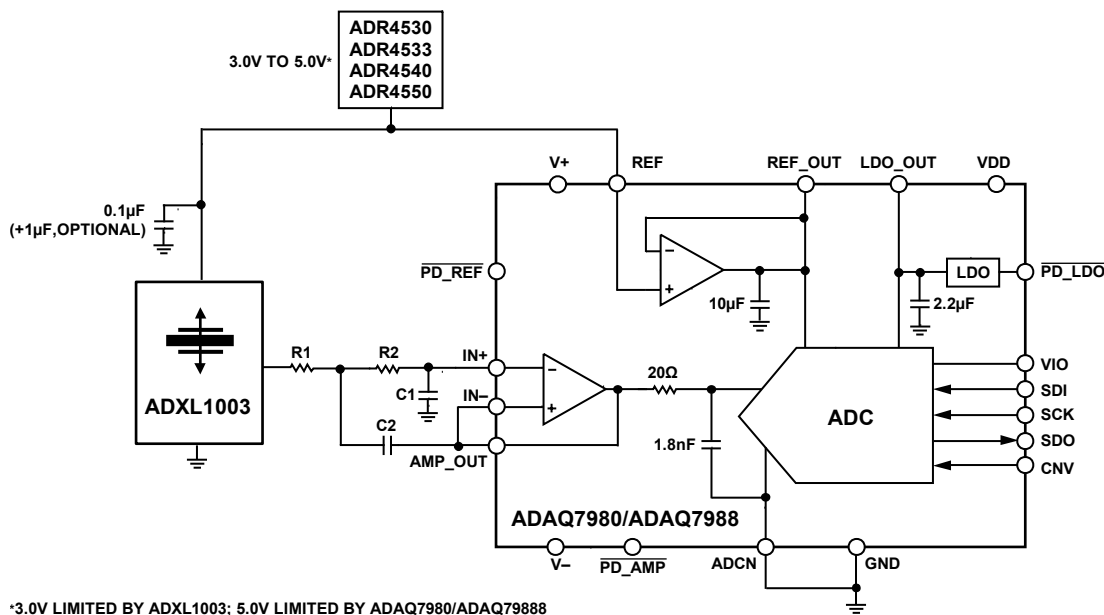 ADR4530
ADR4533
ADR4540
ADR4550
3.0V TO 5.0V*
V+
REF
REF_OUT
LDO_OUT
VDD
0.1µF
(+1µF,OPTIONAL)
PD_REF
−
+
10µF
LDO
PD_LDO
2.2µF
ADXL1003
R1
R2
C1
C2
IN+
IN−
AMP_OUT
−
+
20Ω
1.8nF
ADC
VIO
SDI
SCK
SDO
CNV
ADAQ7980/ADAQ7988
V−
PD_AMP
ADCN
GND
*3.0V LIMITED BY ADXL1003; 5.0V LIMITED BY ADAQ7980/ADAQ79888